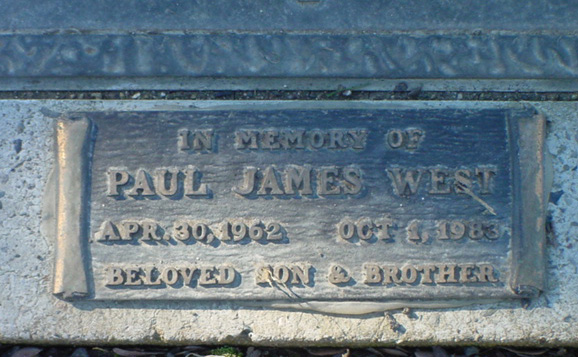 IN MEMORY OF
PAUL JAMES WEST
APR. 30, 1962 OCT 1, 1983
BELOVED SON & BROTHER